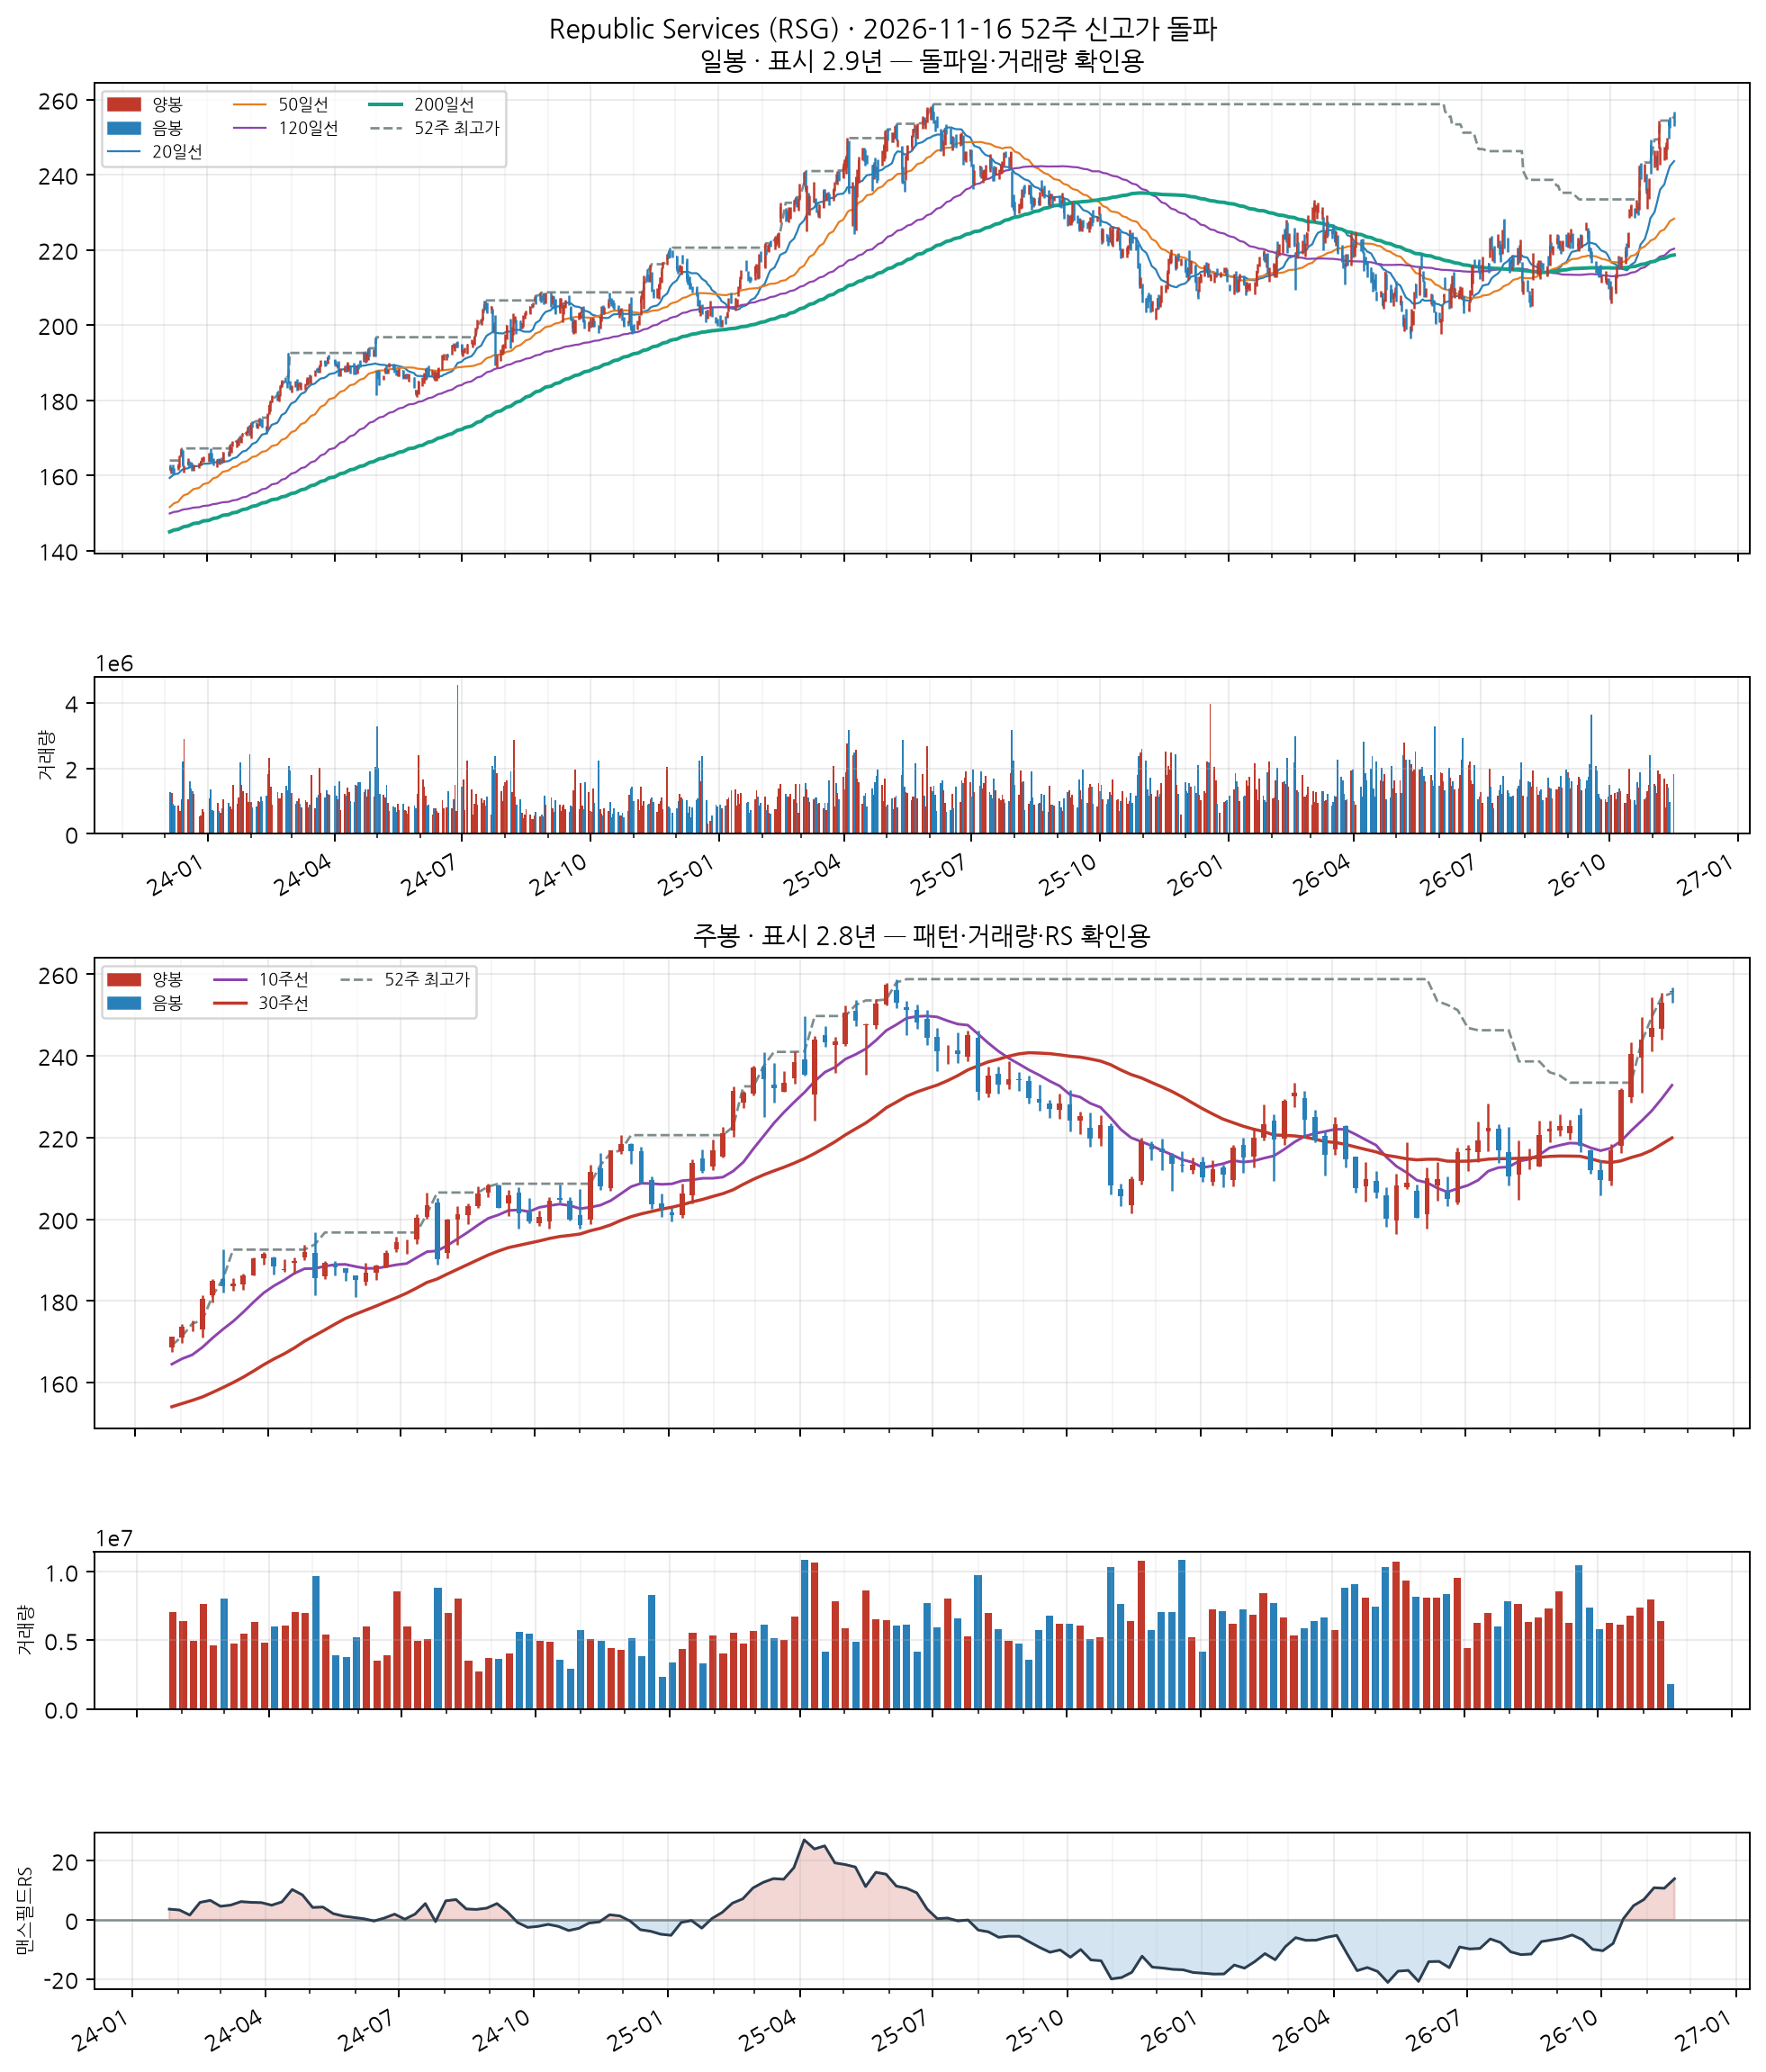 Republic Services (RSG) · 2026-11-16 52주 신고가 돌파
일봉 · 표시 2.9년 — 돌파일·거래량 확인용
양봉
음봉
20일선
50일선
120일선
200일선
52주 최고가
260
240
220
200
180
160
140
1e6
거래량
4
2
0
24-01
24-04
24-07
24-10
25-01
25-04
25-07
25-10
26-01
26-04
26-07
26-10
27-01
주봉 · 표시 2.8년 — 패턴·거래량·RS 확인용
양봉
음봉
10주선
30주선
52주 최고가
260
240
220
200
180
160
1e7
거래량
1.0
0.5
0.0
맨스필드RS
20
0
-20
24-01
24-04
24-07
24-10
25-01
25-04
25-07
25-10
26-01
26-04
26-07
26-10
27-01